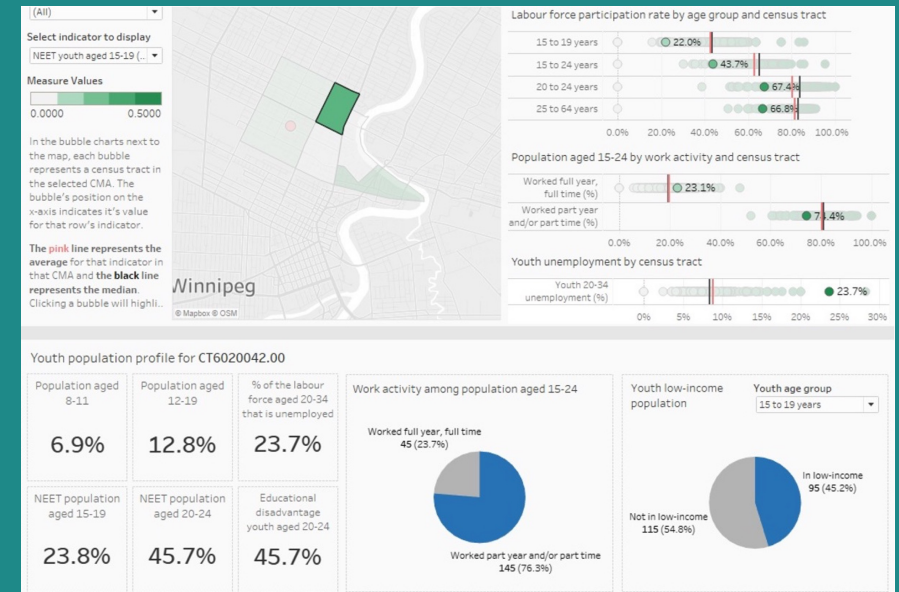 (All)
Select indicator to display
NEET youth aged 15-19 (..
Measure Values
0.0000 0.5000
In the bubble charts next to
the map, each bubble
represents a census tract in
the selected CMA. The
bubble's position on the
x-axis indicates it's value
for that row's indicator.
The pink line represents the
average for that indicator in
that CMA and the black line
represents the median.
Clicking a bubble will highli..
Winnipeg
© Mapbox © OSM
Labour force participation rate by age group and census tract
15 to 19 years 22.0%
15 to 24 years 43.7%
20 to 24 years 67.4%
25 to 64 years 66.8%
0.0% 20.0% 40.0% 60.0% 80.0% 100.0%
Population aged 15-24 by work activity and census tract
Worked full year,
full time (%)
23.1%
Worked part year
and/or part time (%)
74.4%
0.0% 20.0% 40.0% 60.0% 80.0% 100.0%
Youth unemployment by census tract
Youth 20-34
unemployment (%)
23.7%
0% 5% 10% 15% 20% 25% 30%
Youth population profile for CT6020042.00
Population aged
8-11
6.9%
Population aged
12-19
12.8%
% of the labour
force aged 20-34
that is unemployed
23.7%
NEET population
aged 15-19
23.8%
NEET population
aged 20-24
45.7%
Educational
disadvantage
youth aged 20-24
45.7%
Work activity among population aged 15-24
Worked full year, full time
45 (23.7%)
Worked part year and/or part time
145 (76.3%)
Youth low-income
population
Youth age group
15 to 19 years
In low-income
95 (45.2%)
Not in low-income
115 (54.8%)